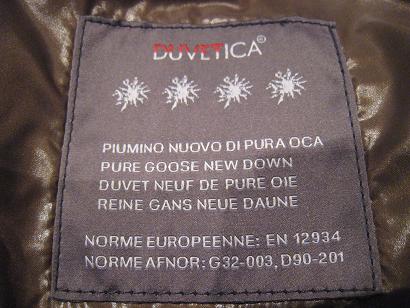 DUVETICA®
PIUMINO NUOVO DI PURA OCA
PURE GOOSE NEW DOWN
DUVET NEUF DE PURE OIE
REINE GANS NEUE DAUNE
NORME EUROPEENNE: EN 12934
NORME AFNOR: G32-003, D90-201